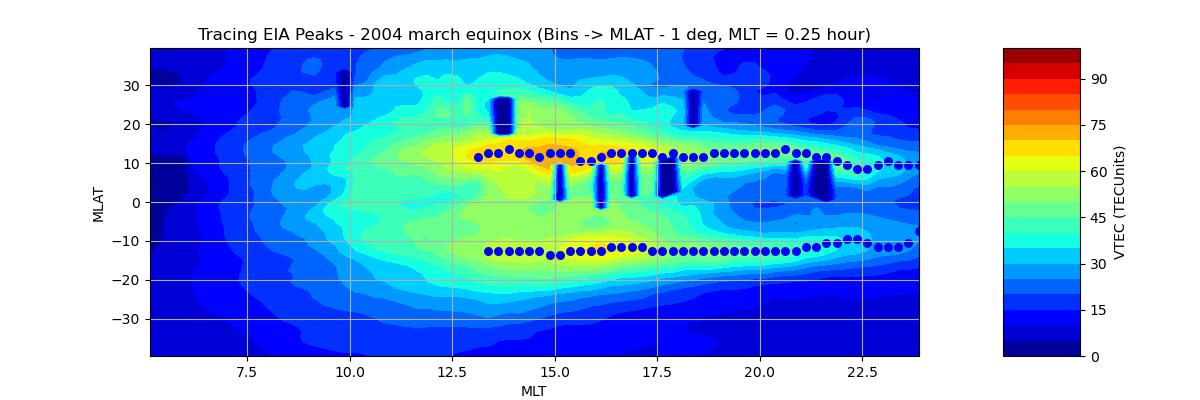 Tracing EIA Peaks - 2004 march equinox (Bins -> MLAT - 1 deg, MLT = 0.25 hour)
30
20
10
0
−10
−20
−30
MLAT
7.5 10.0 12.5 15.0 17.5 20.0 22.5
MLT
90
75
60
45
30
15
0
VTEC (TECUnits)